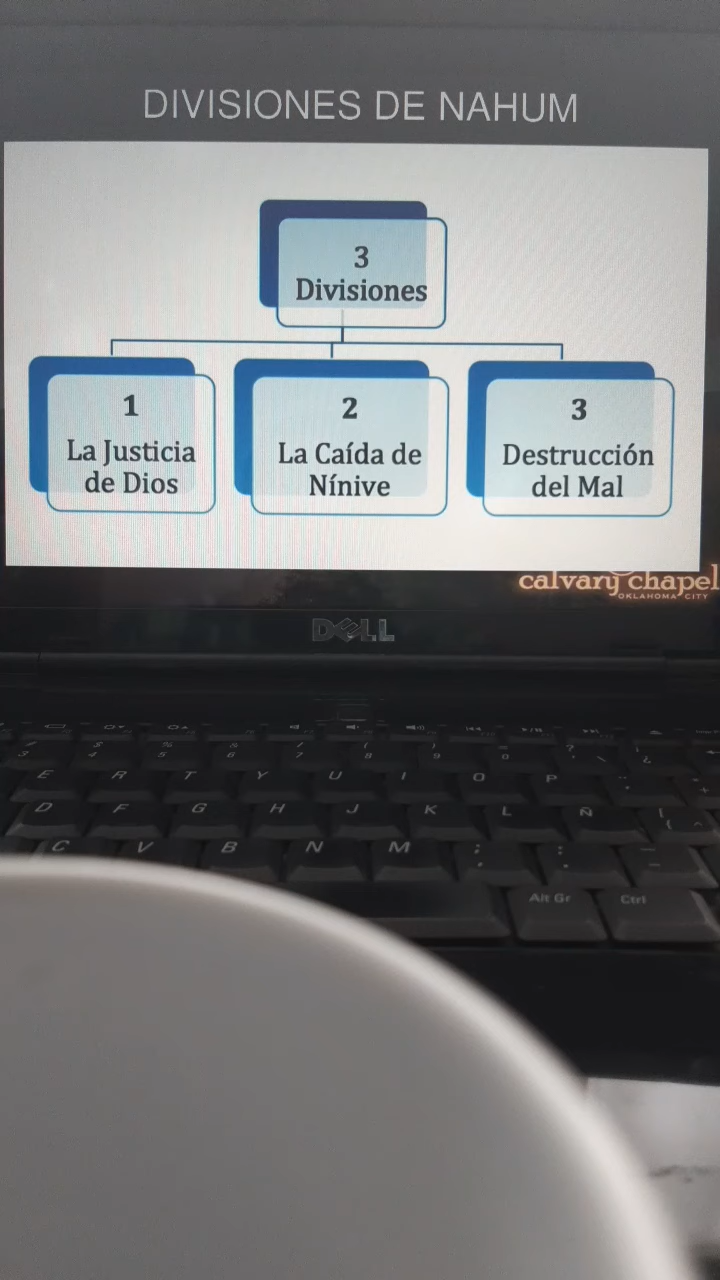 DIVISIONES DE NAHUM
3
Divisiones
1
La Justicia
de Dios
2
La Caída de
Nínive
3
Destrucción
del Mal
calvary chapel
OKLAHOMA CITY
DELL
E R T Y U I O P
D F G H J K L Ñ
C V B N M
Alt Gr Ctrl